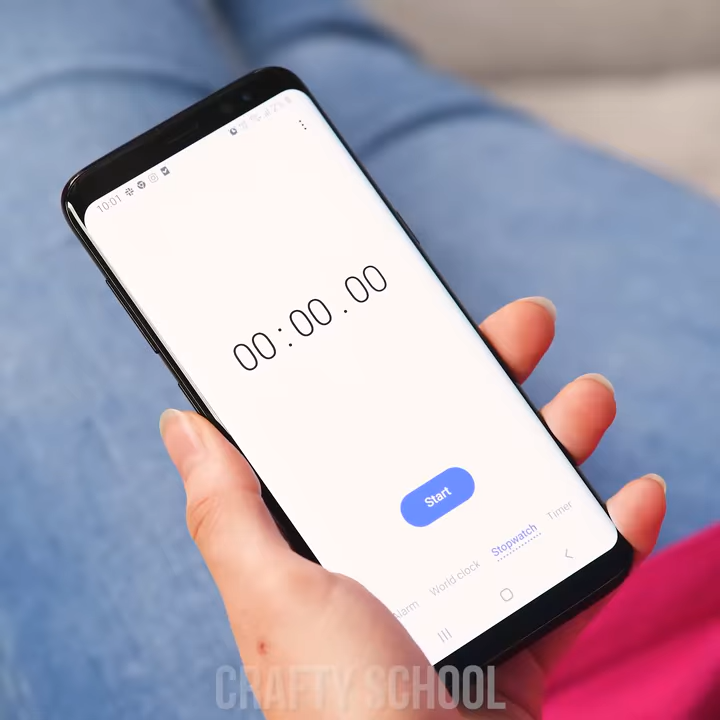 10:01
00:00.00
Start
Alarm World clock Stopwatch Timer
CRAFTY SCHOOL